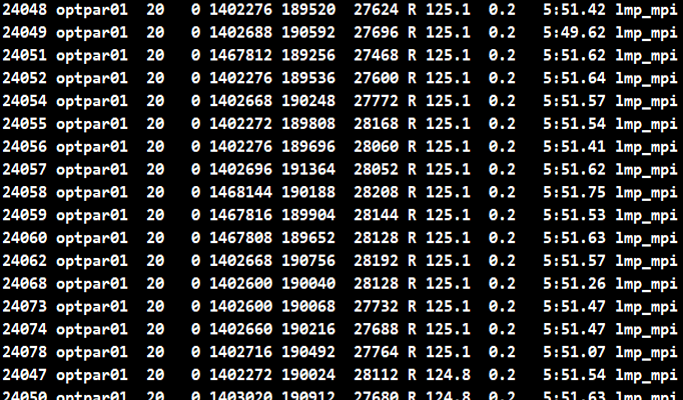 24048 optpar01 20 0 1402276 189520 27624 R 125.1 0.2 5:51.42 lmp_mpi
24049 optpar01 20 0 1402688 190592 27696 R 125.1 0.2 5:49.62 lmp_mpi
24051 optpar01 20 0 1467812 189256 27468 R 125.1 0.2 5:51.62 lmp_mpi
24052 optpar01 20 0 1402276 189536 27600 R 125.1 0.2 5:51.64 lmp_mpi
24054 optpar01 20 0 1402668 190248 27772 R 125.1 0.2 5:51.57 lmp_mpi
24055 optpar01 20 0 1402272 189808 28168 R 125.1 0.2 5:51.54 lmp_mpi
24056 optpar01 20 0 1402276 189696 28060 R 125.1 0.2 5:51.41 lmp_mpi
24057 optpar01 20 0 1402696 191364 28052 R 125.1 0.2 5:51.62 lmp_mpi
24058 optpar01 20 0 1468144 190188 28208 R 125.1 0.2 5:51.75 lmp_mpi
24059 optpar01 20 0 1467816 189904 28144 R 125.1 0.2 5:51.53 lmp_mpi
24060 optpar01 20 0 1467808 189652 28128 R 125.1 0.2 5:51.63 lmp_mpi
24062 optpar01 20 0 1402668 190756 28192 R 125.1 0.2 5:51.57 lmp_mpi
24068 optpar01 20 0 1402600 190040 28128 R 125.1 0.2 5:51.26 lmp_mpi
24073 optpar01 20 0 1402600 190068 27732 R 125.1 0.2 5:51.47 lmp_mpi
24074 optpar01 20 0 1402660 190216 27688 R 125.1 0.2 5:51.47 lmp_mpi
24078 optpar01 20 0 1402716 190492 27764 R 125.1 0.2 5:51.07 lmp_mpi
24047 optpar01 20 0 1402272 190024 28112 R 124.8 0.2 5:51.54 lmp_mpi
24050 optpar01 20 0 1403020 190912 27680 R 124.8 0.2 5:51.63 lmp_mpi